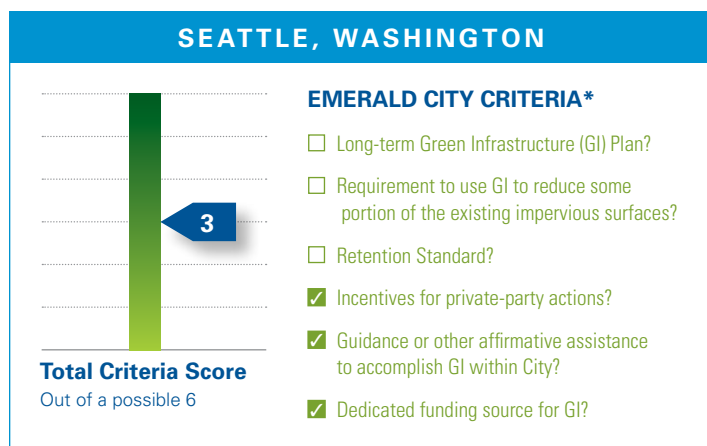 SEATTLE, WASHINGTON
3
Total Criteria Score
Out of a possible 6
EMERALD CITY CRITERIA*
Long-term Green Infrastructure (GI) Plan?
Requirement to use GI to reduce some
portion of the existing impervious surfaces?
Retention Standard?
Incentives for private-party actions?
Guidance or other affirmative assistance
to accomplish GI within City?
Dedicated funding source for GI?